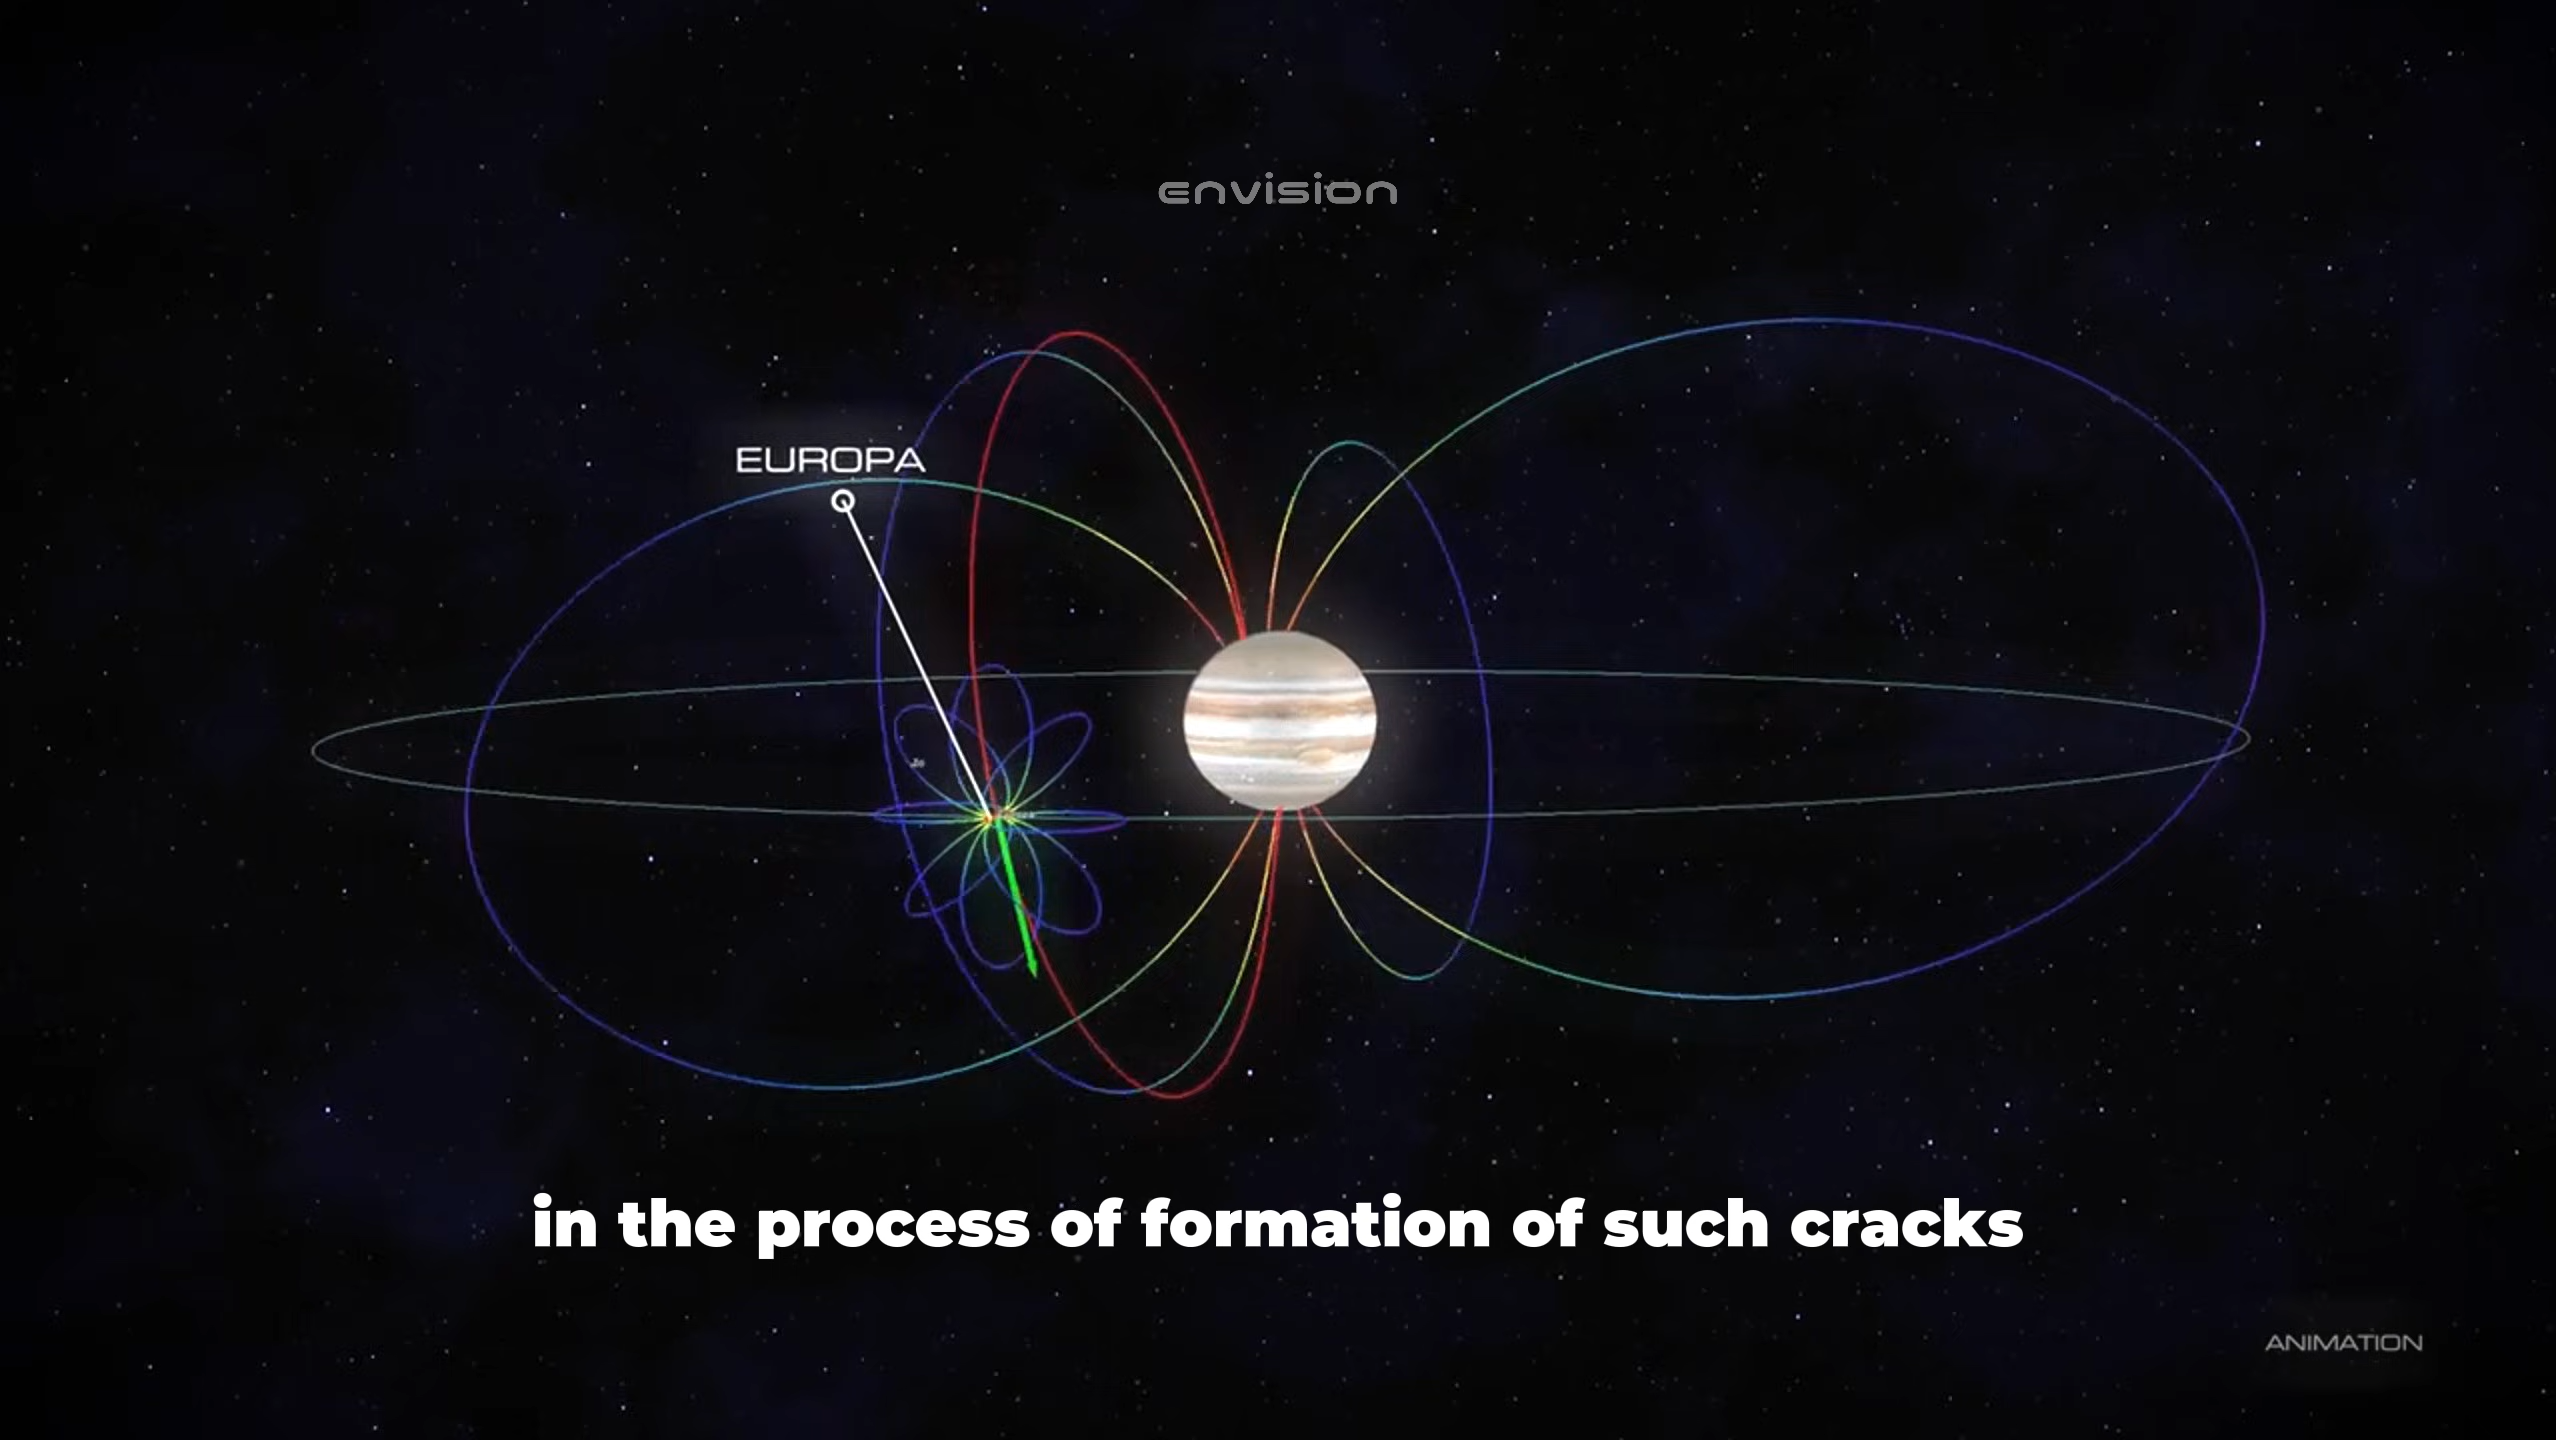 envision
EUROPA
in the process of formation of such cracks
ANIMATION